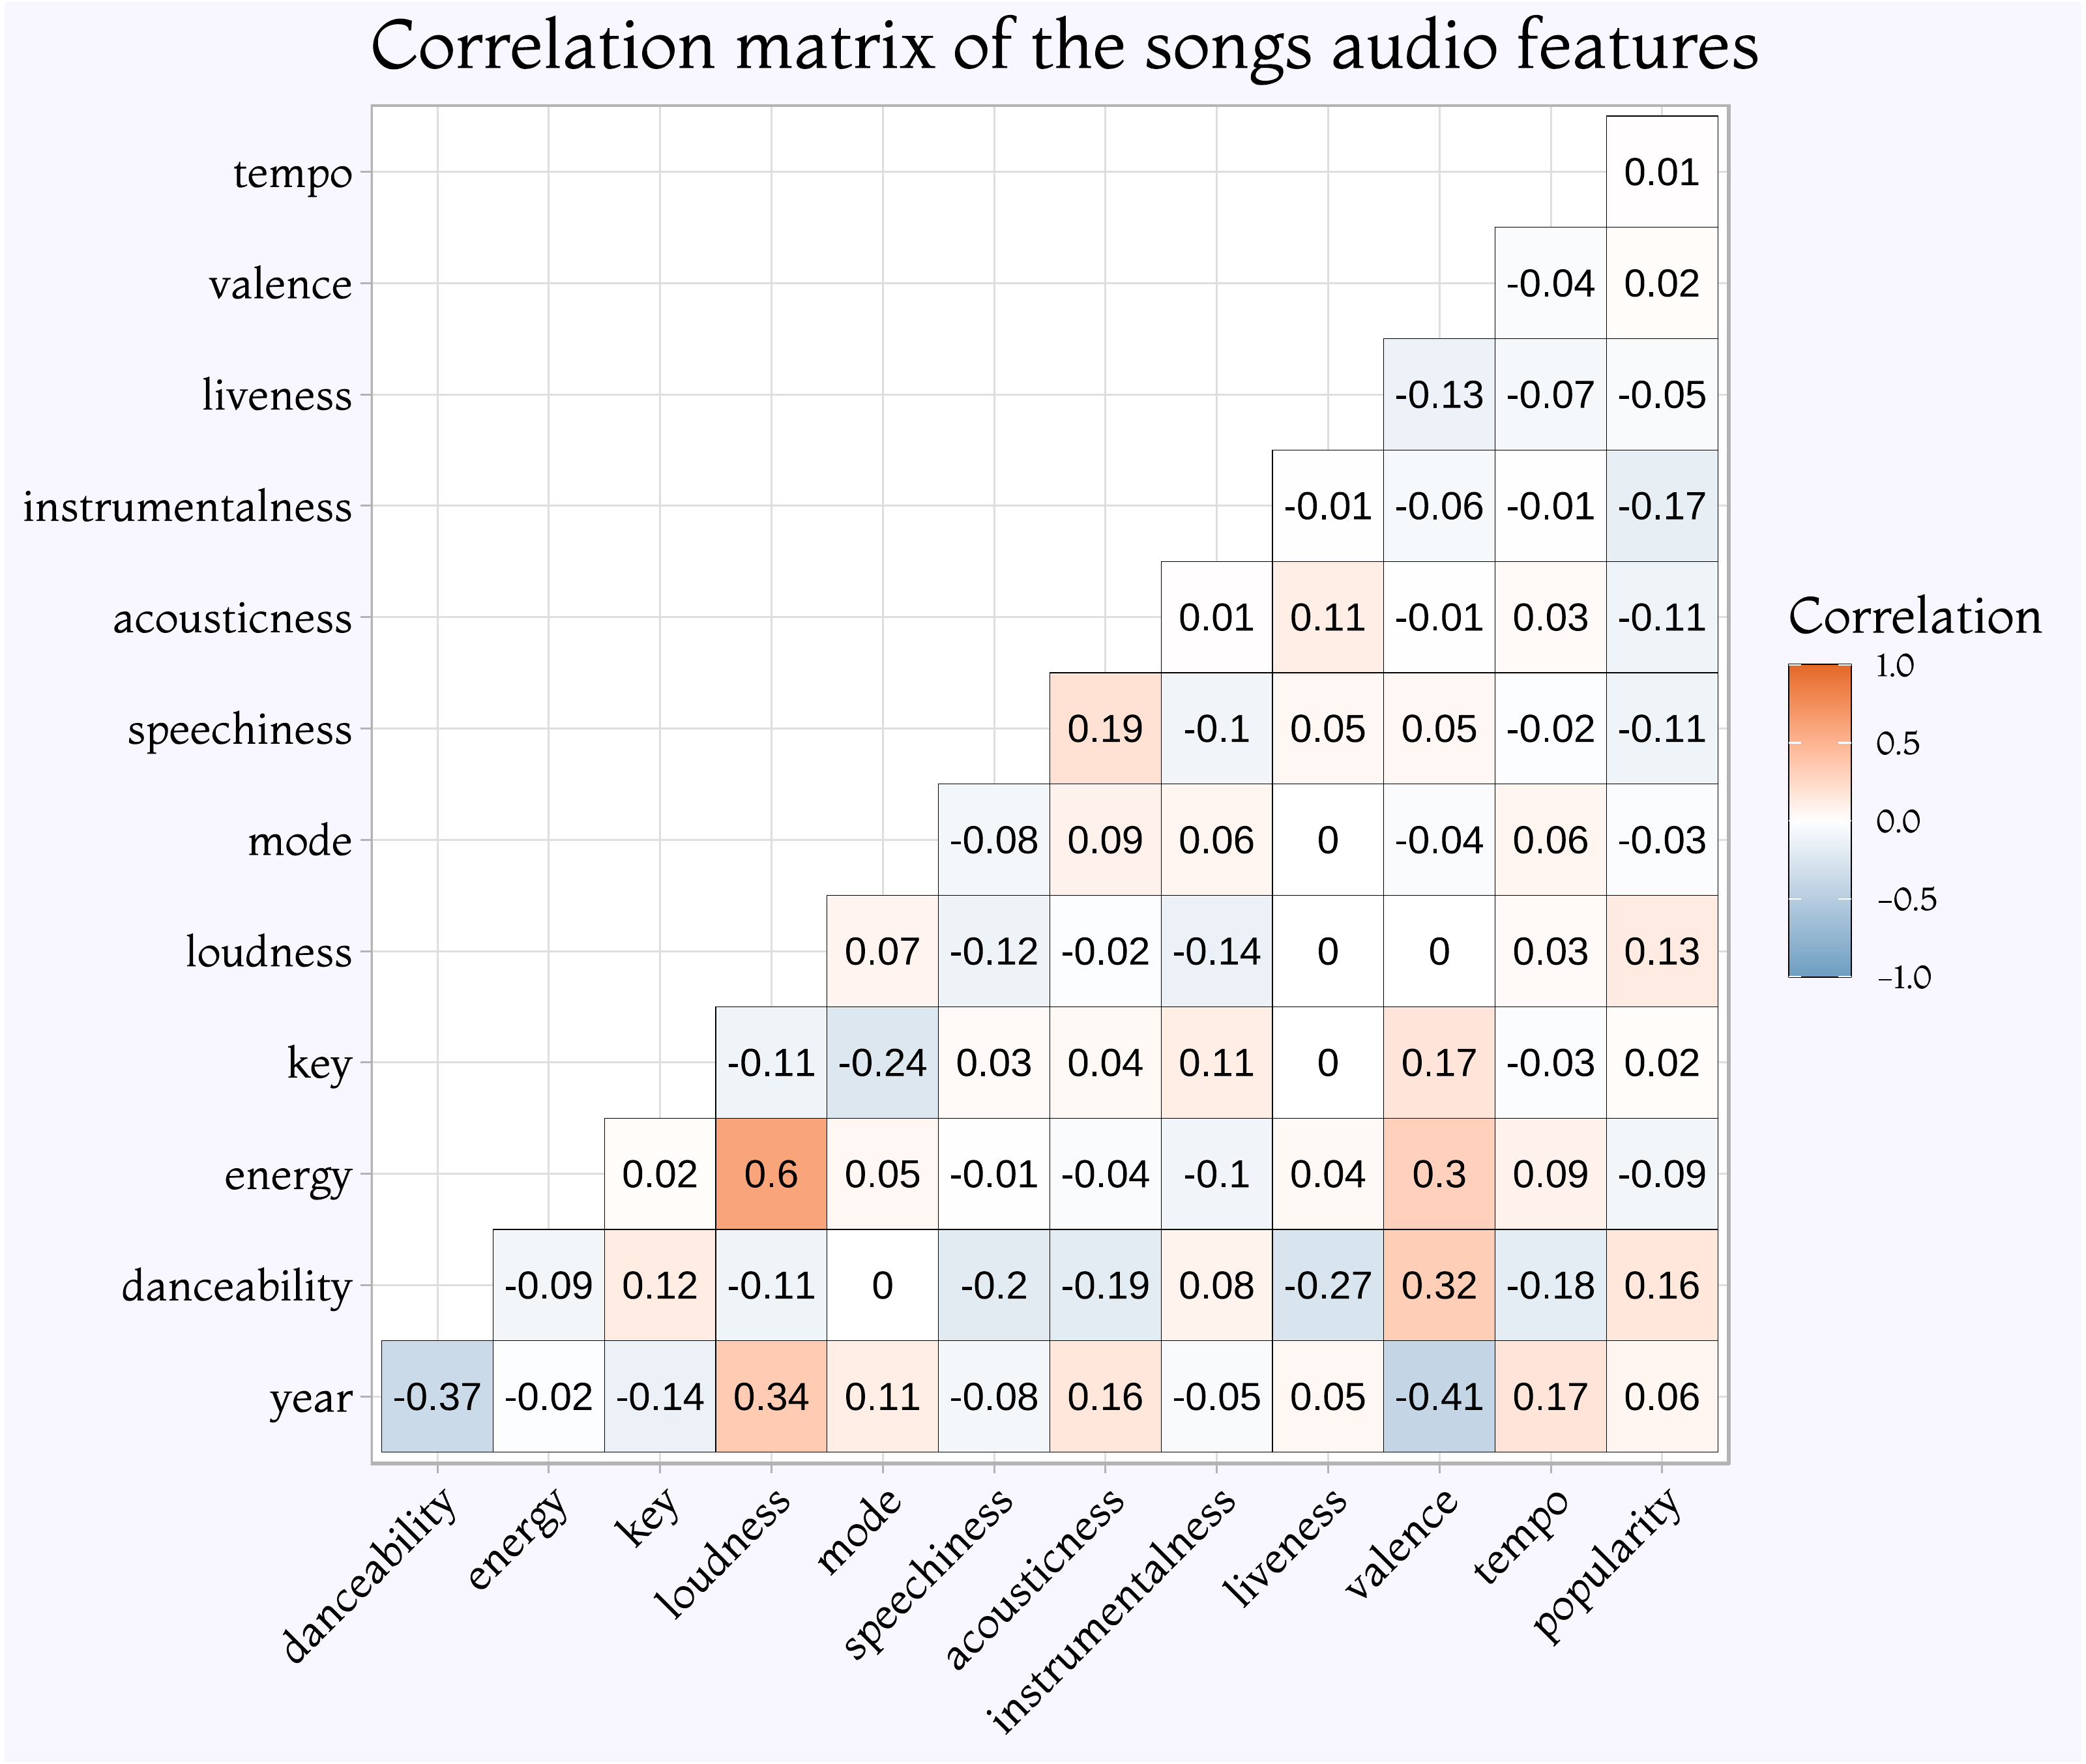 Correlation matrix of the songs audio features
tempo 0.01
valence -0.04 0.02
liveness -0.13 -0.07 -0.05
instrumentalness -0.01 -0.06 -0.01 -0.17
acousticness 0.01 0.11 -0.01 0.03 -0.11
speechiness 0.19 -0.1 0.05 0.05 -0.02 -0.11
mode -0.08 0.09 0.06 0 -0.04 0.06 -0.03
loudness 0.07 -0.12 -0.02 -0.14 0 0 0.03 0.13
key -0.11 -0.24 0.03 0.04 0.11 0 0.17 -0.03 0.02
energy 0.02 0.6 0.05 -0.01 -0.04 -0.1 0.04 0.3 0.09 -0.09
danceability -0.09 0.12 -0.11 0 -0.2 -0.19 0.08 -0.27 0.32 -0.18 0.16
year -0.37 -0.02 -0.14 0.34 0.11 -0.08 0.16 -0.05 0.05 -0.41 0.17 0.06
danceability energy key loudness mode speechiness acousticness instrumentalness liveness valence tempo popularity
Correlation
1.0
0.5
0.0
−0.5
−1.0